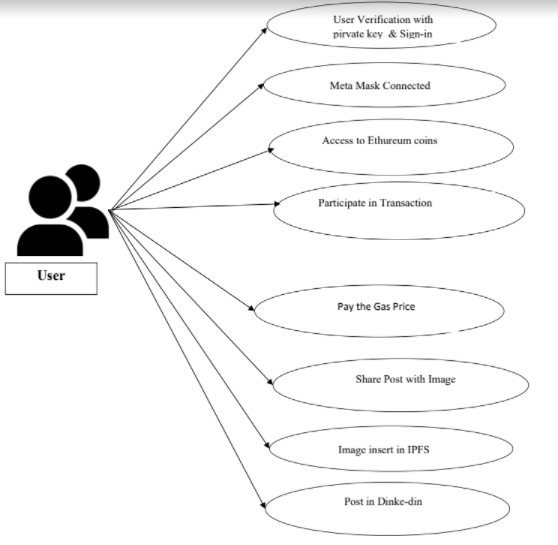 User Verification with
pirvate key & Sign-in
Meta Mask Connected
Access to Ethureum coins
Participate in Transaction
User
Pay the Gas Price
Share Post with Image
Image insert in IPFS
Post in Dinke-din